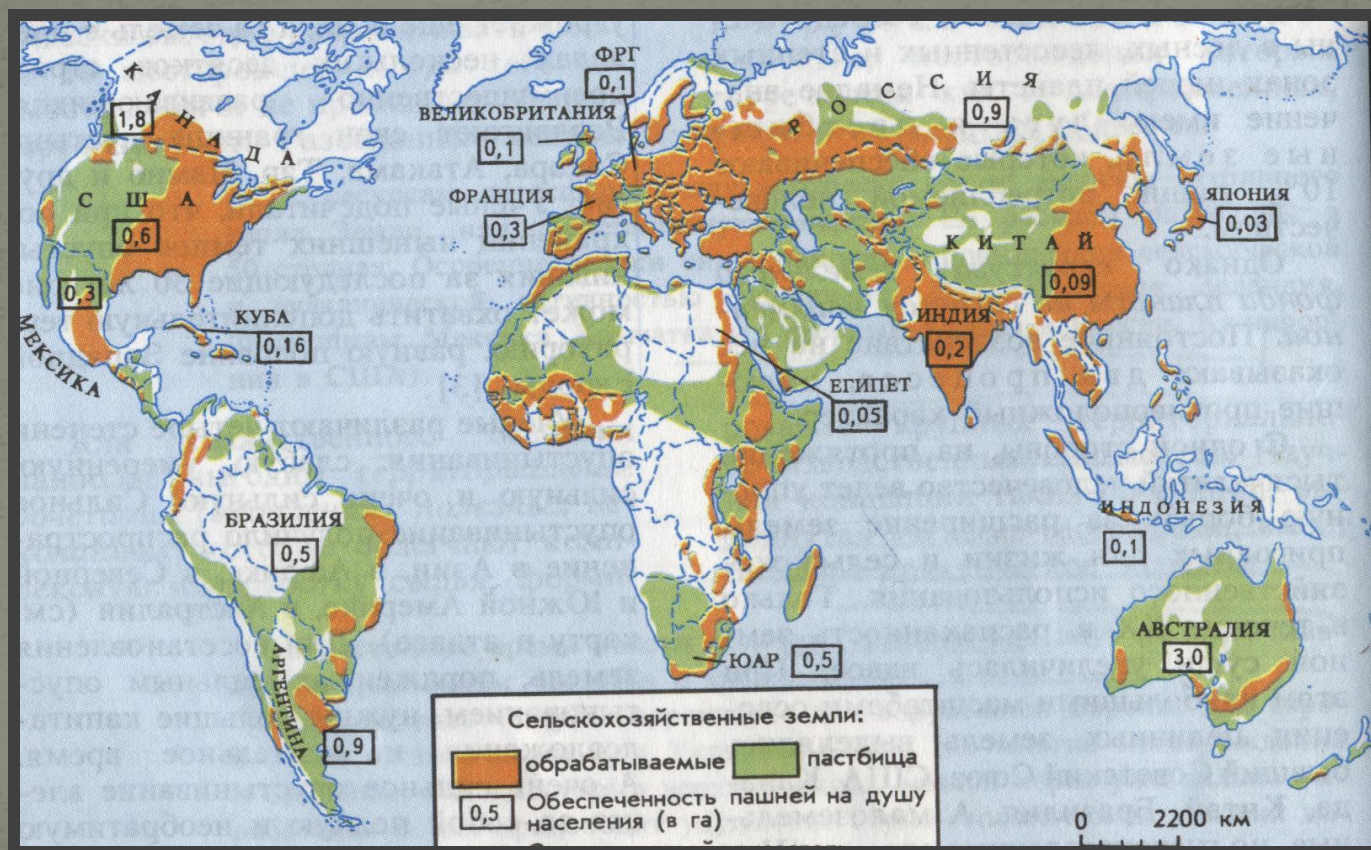 КАНАДА
1,8
США
0,6
0,3
МЕКСИКА
КУБА
0,16
БРАЗИЛИЯ
0,5
АРГЕНТИНА
0,9
ФРГ
0,1
ВЕЛИКОБРИТАНИЯ
0,1
ФРАНЦИЯ
0,3
РОССИЯ
0,9
ЯПОНИЯ
0,03
КИТАЙ
0,09
ИНДИЯ
0,2
ЕГИПЕТ
0,05
ИНДОНЕЗИЯ
0,1
АВСТРАЛИЯ
3,0
ЮАР 0,5
Сельскохозяйственные земли:
обрабатываемые пастбища
0,5 Обеспеченность пашней на душу
населения (в га)
0 2200 км